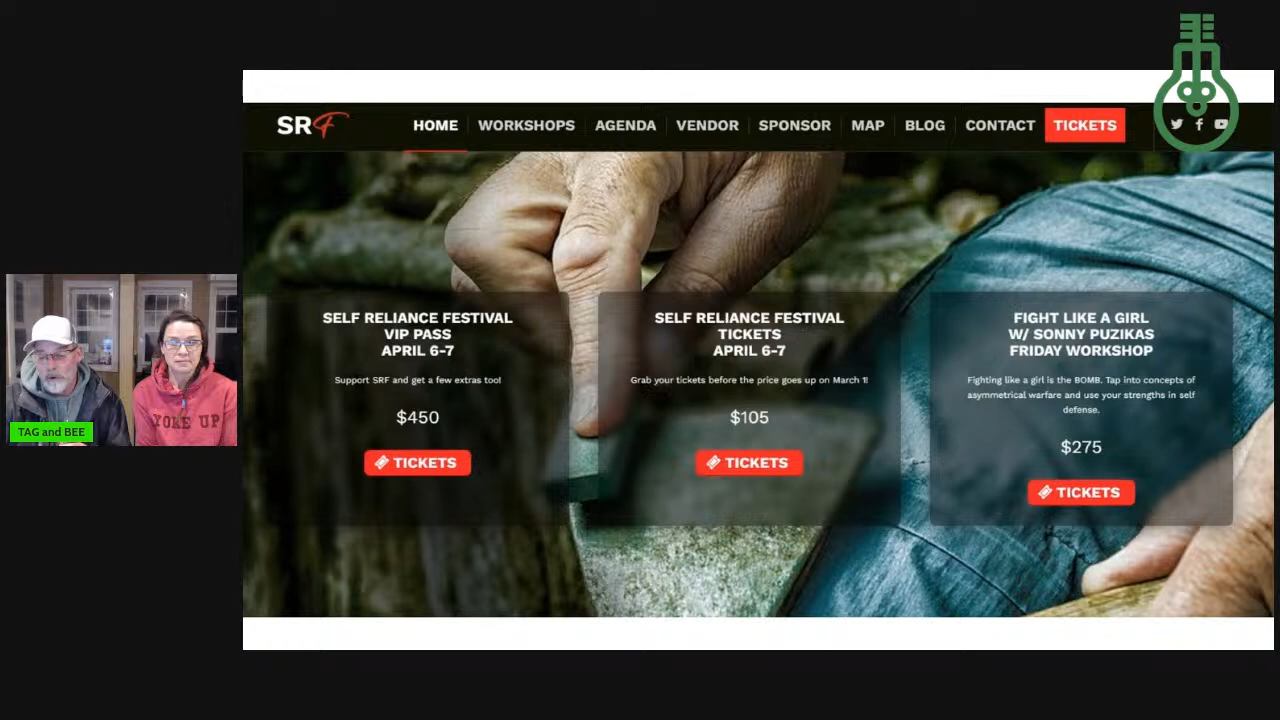 SRF
HOME
WORKSHOPS
AGENDA
VENDOR
SPONSOR
MAP
BLOG
CONTACT
TICKETS
SELF RELIANCE FESTIVAL
VIP PASS
APRIL 6-7
Support SRF and get a few extras too!
$450
TICKETS
SELF RELIANCE FESTIVAL
TICKETS
APRIL 6-7
Grab your tickets before the price goes up on March 1!
$105
TICKETS
FIGHT LIKE A GIRL
W/ SONNY PUZIKAS
FRIDAY WORKSHOP
Fighting like a girl is the BOMB. Tap into concepts of
asymmetrical warfare and use your strengths in self
defense.
$275
TICKETS
YOKE UP
TAG and BEE